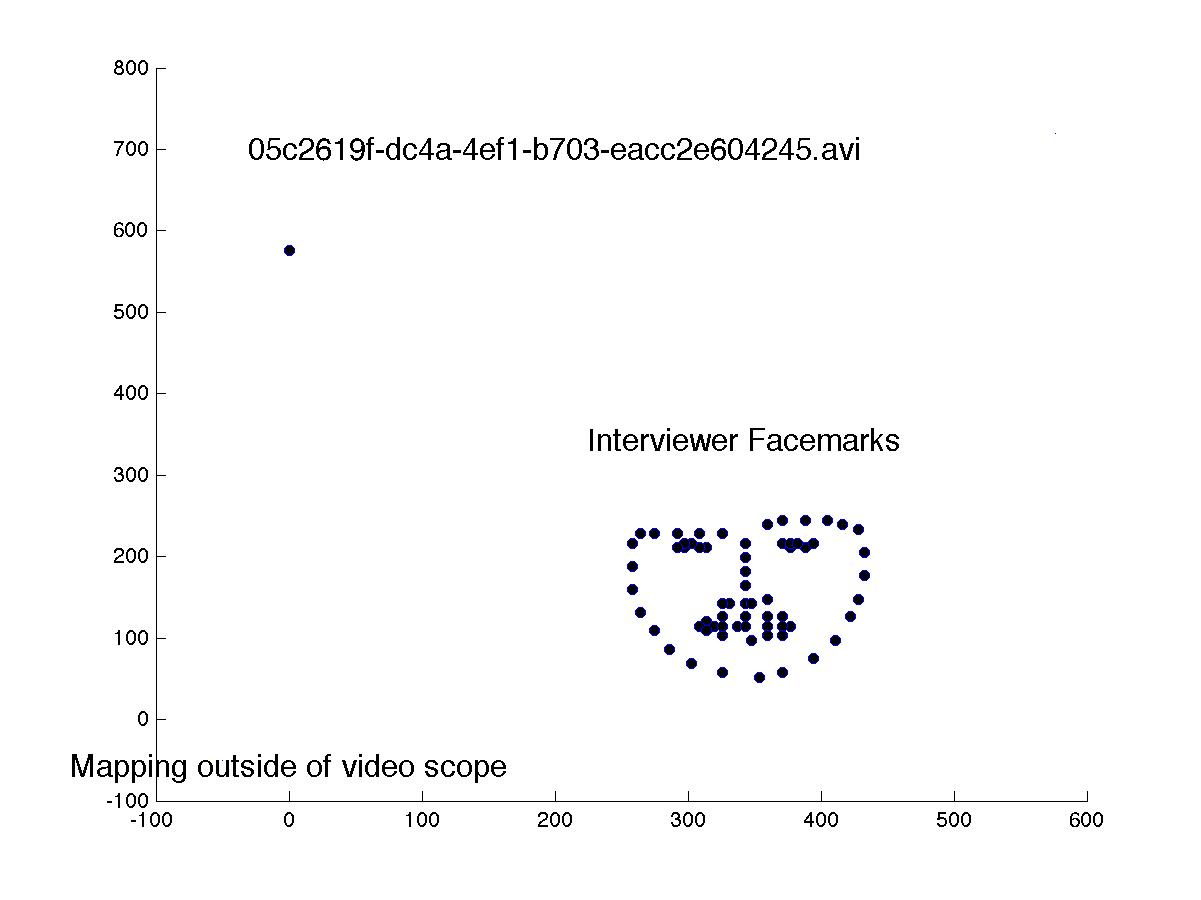 800
700
05c2619f-dc4a-4ef1-b703-eacc2e604245.avi
600
500
400
Interviewer Facemarks
300
200
100
0
Mapping outside of video scope
-100
-100 0 100 200 300 400 500 600